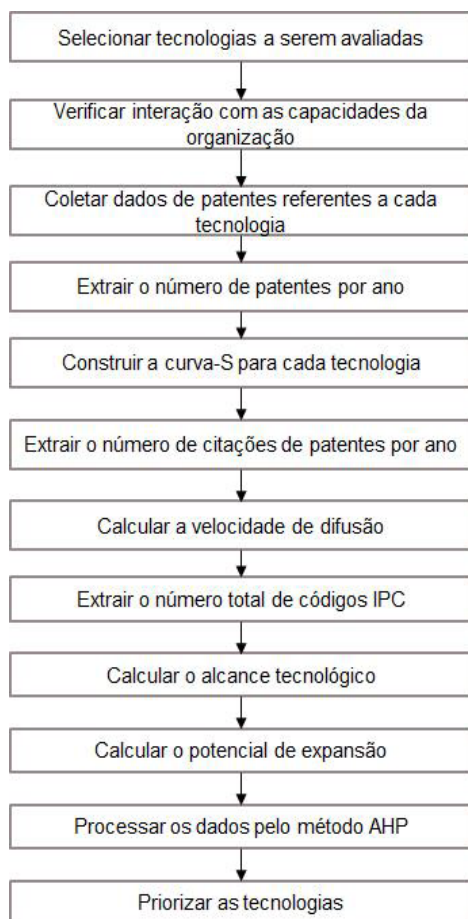 Selecionar tecnologias a serem avaliadas
Verificar interação com as capacidades da
organização
Coletar dados de patentes referentes a cada
tecnologia
Extrair o número de patentes por ano
Construir a curva-S para cada tecnologia
Extrair o número de citações de patentes por ano
Calcular a velocidade de difusão
Extrair o número total de códigos IPC
Calcular o alcance tecnológico
Calcular o potencial de expansão
Processar os dados pelo método AHP
Priorizar as tecnologias